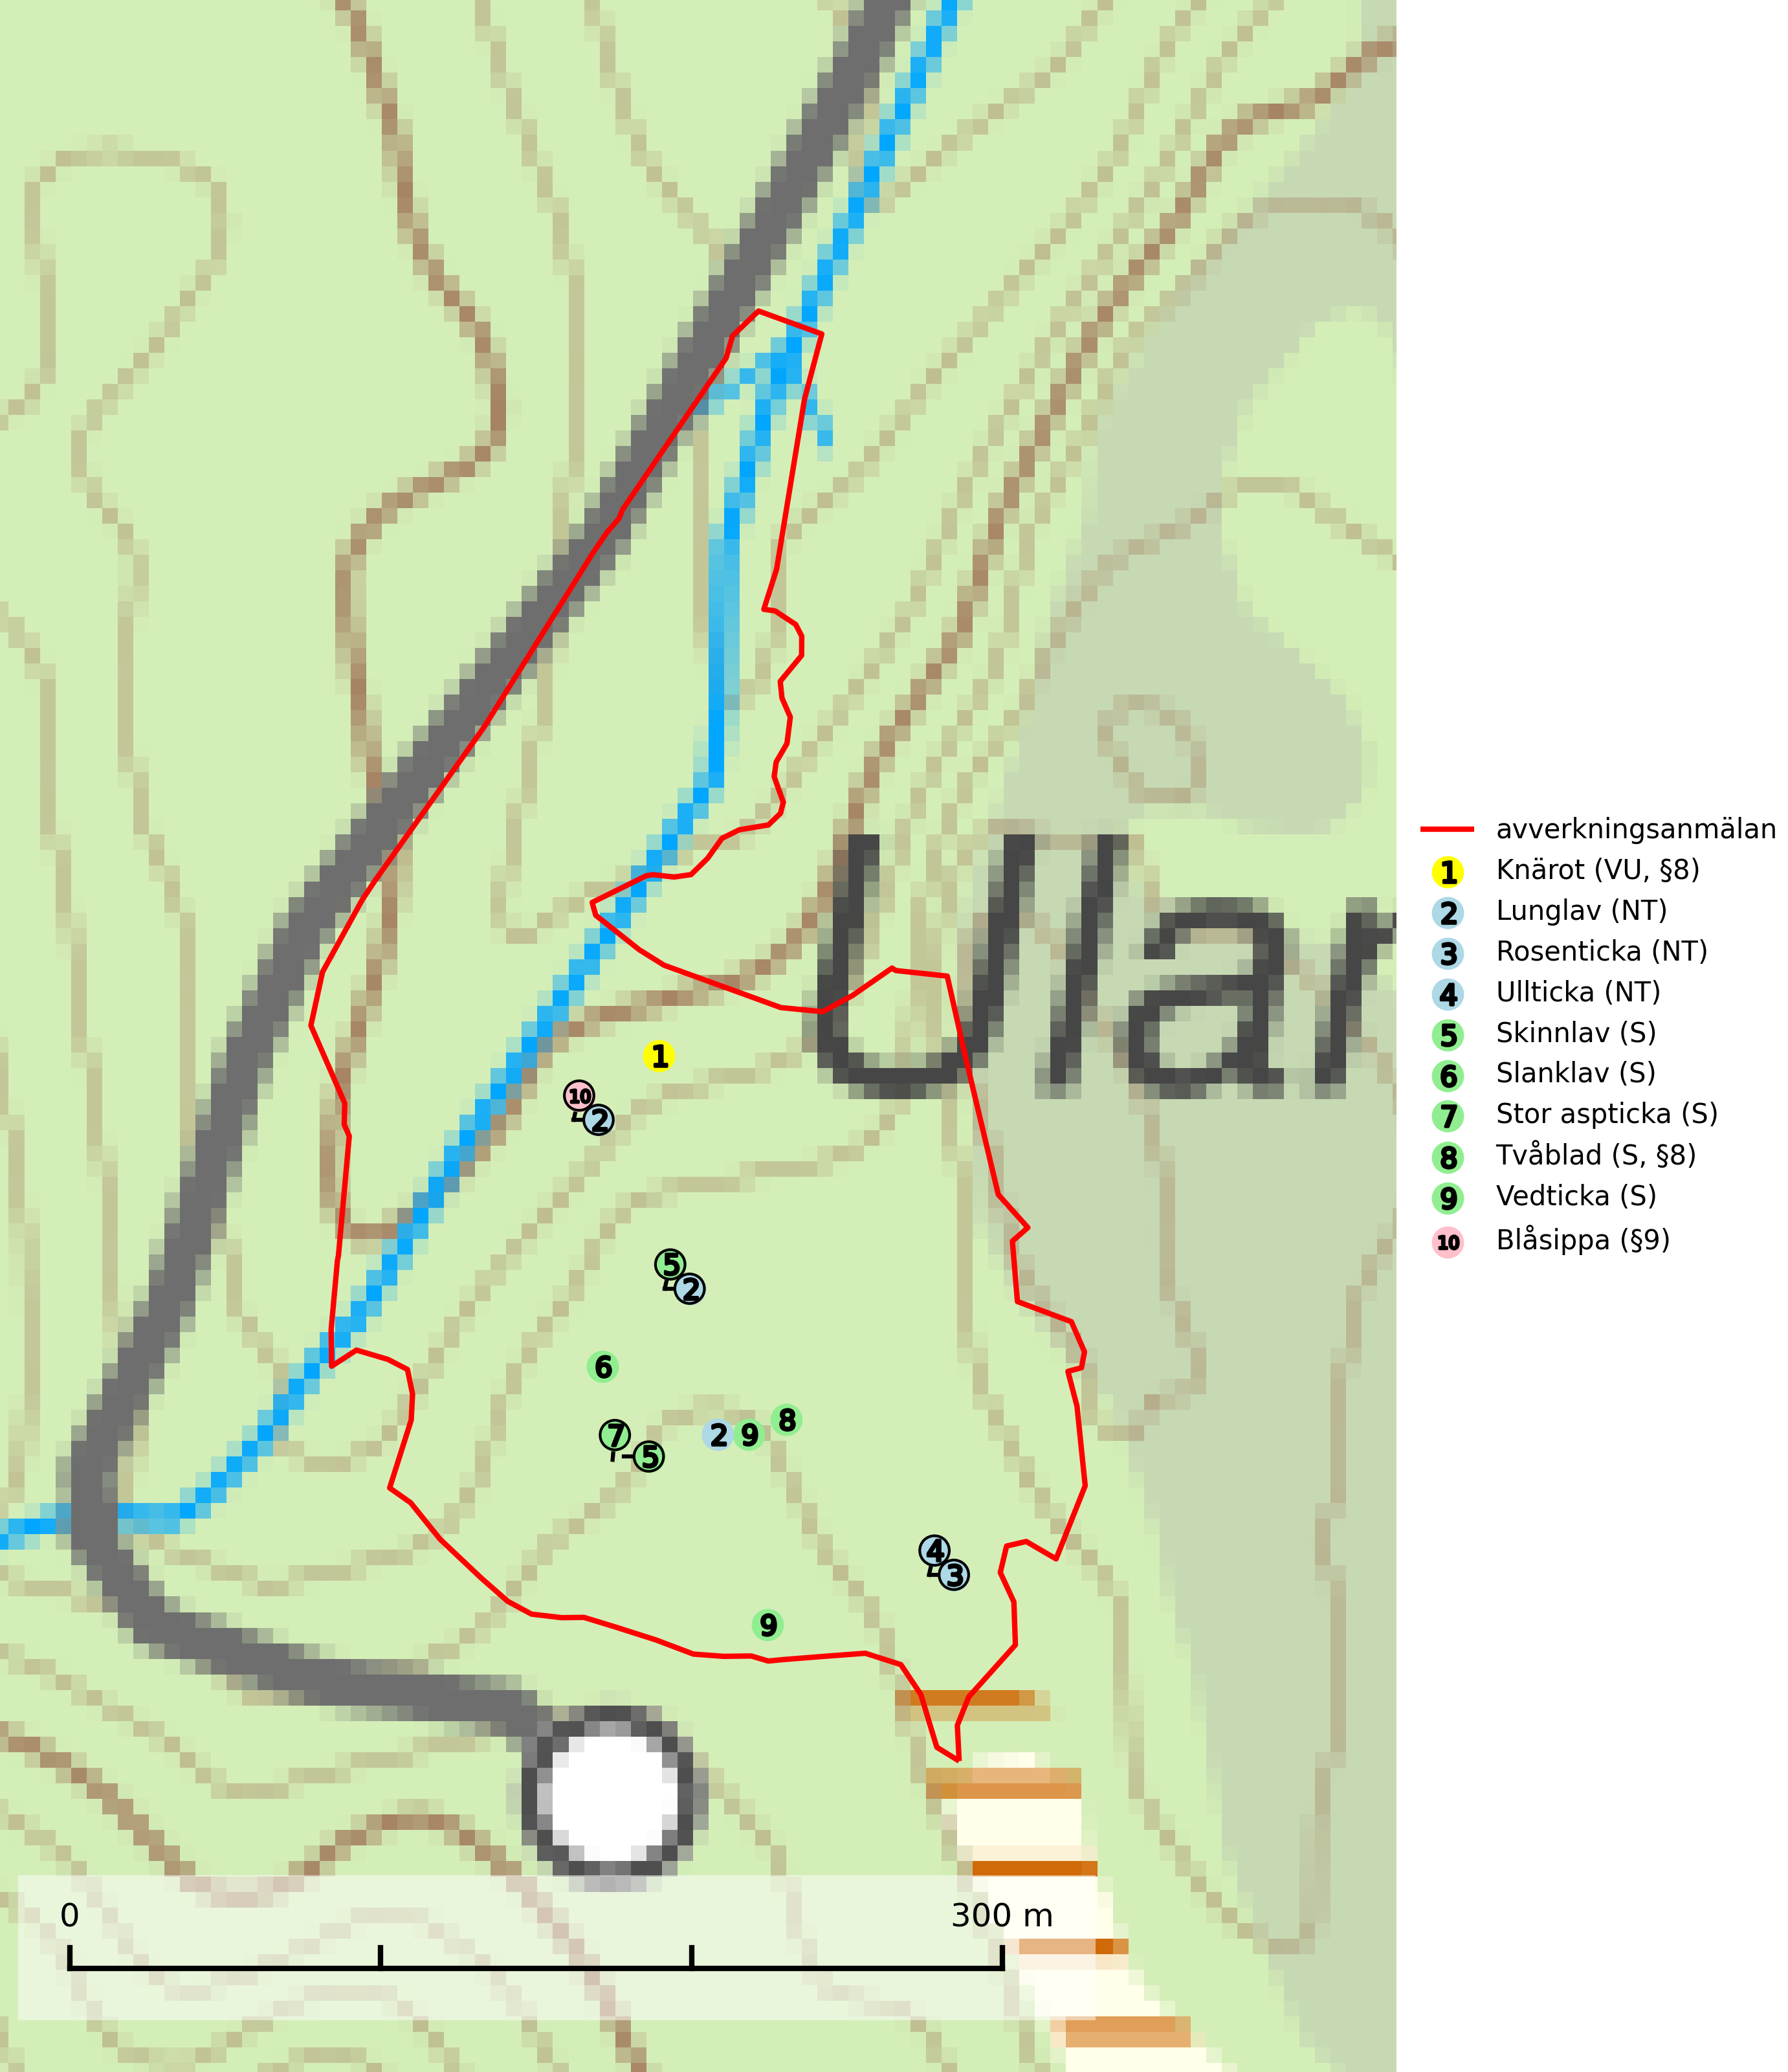 Ullar
1
10
2
5
2
6
7
5
2
9
8
4
3
9
0
300 m
avverkningsanmälan
1 Knärot (VU, §8)
2 Lunglav (NT)
3 Rosenticka (NT)
4 Ullticka (NT)
5 Skinnlav (S)
6 Slanklav (S)
7 Stor aspticka (S)
8 Tvåblad (S, §8)
9 Vedticka (S)
10 Blåsippa (§9)